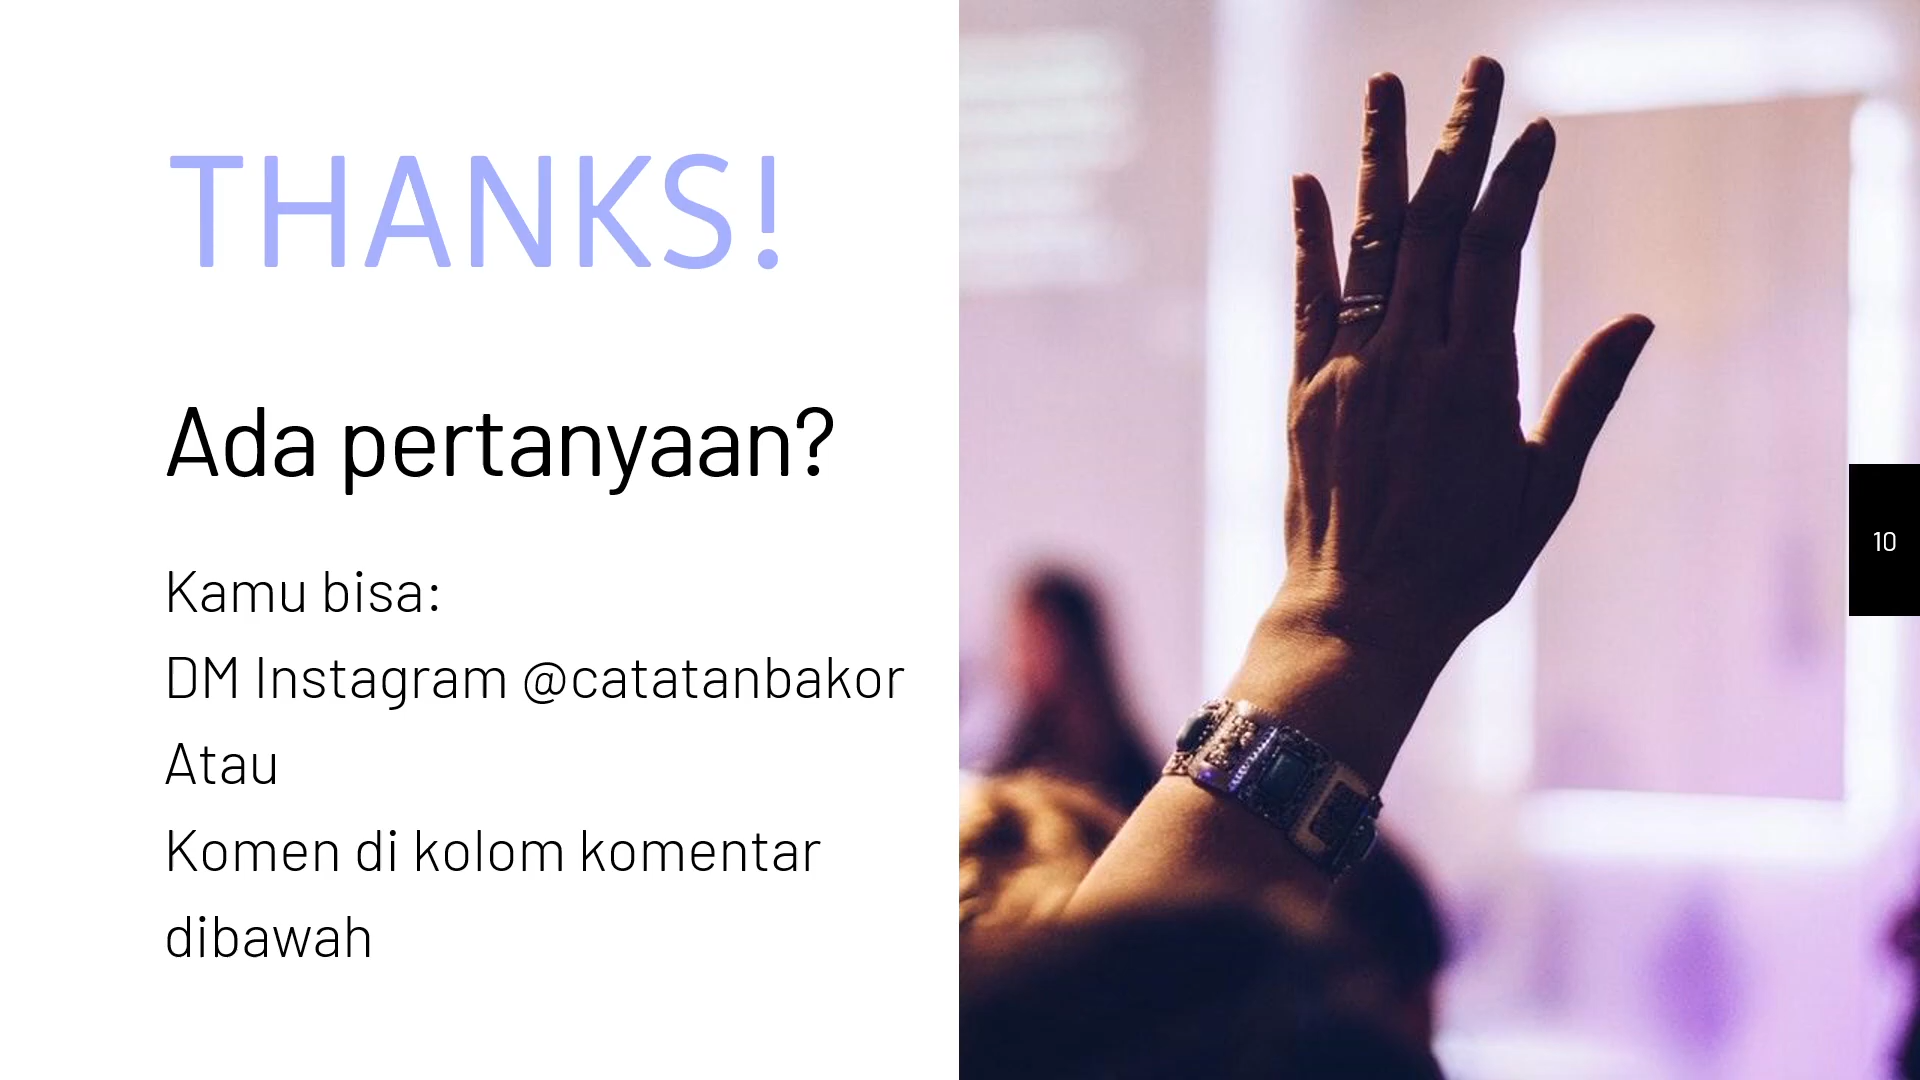 THANKS!
Ada pertanyaan?
Kamu bisa:
DM Instagram @catatanbakor
Atau
Komen di kolom komentar
dibawah
10